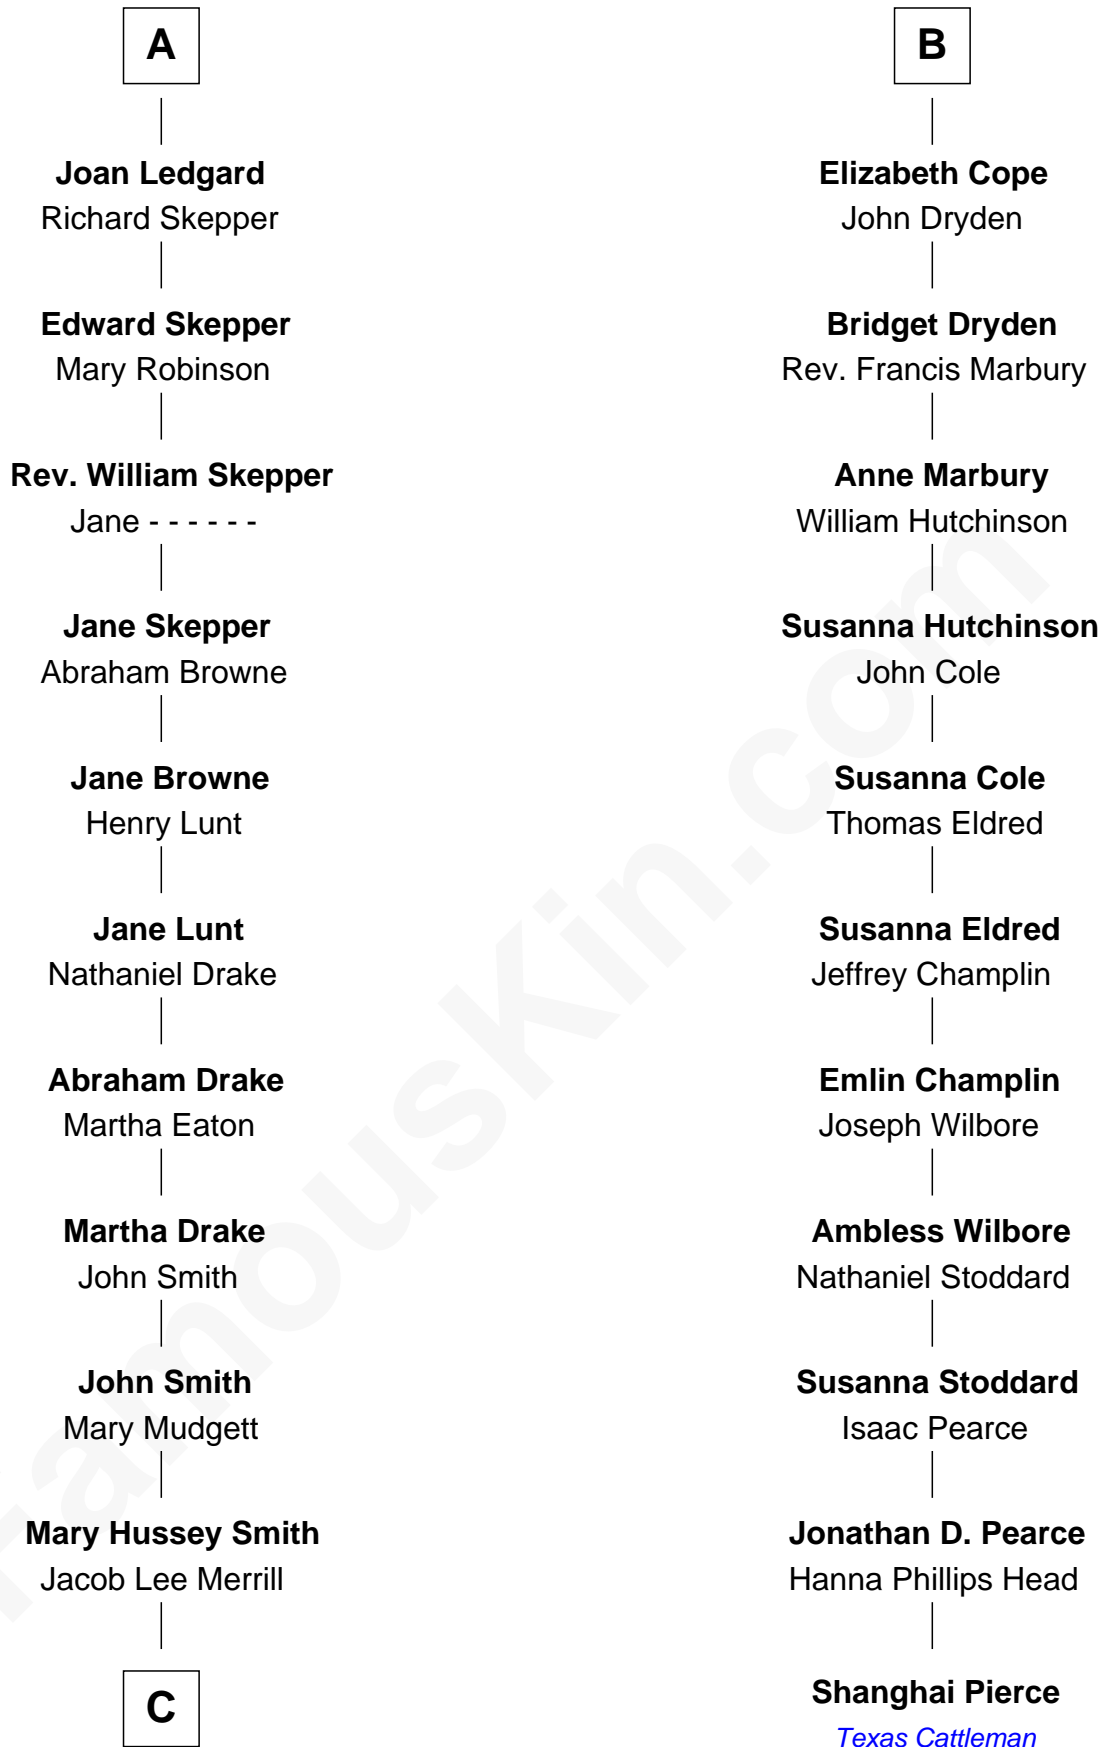 A
Joan Ledgard
Richard Skepper
Edward Skepper
Mary Robinson
Rev. William Skepper
Jane - - - - - -
Jane Skepper
Abraham Browne
Jane Browne
Henry Lunt
Jane Lunt
Nathaniel Drake
Abraham Drake
Martha Eaton
Martha Drake
John Smith
John Smith
Mary Mudgett
Mary Hussey Smith
Jacob Lee Merrill
C
B
Elizabeth Cope
John Dryden
Bridget Dryden
Rev. Francis Marbury
Anne Marbury
William Hutchinson
Susanna Hutchinson
John Cole
Susanna Cole
Thomas Eldred
Susanna Eldred
Jeffrey Champlin
Emlin Champlin
Joseph Wilbore
Ambless Wilbore
Nathaniel Stoddard
Susanna Stoddard
Isaac Pearce
Jonathan D. Pearce
Hanna Phillips Head
Shanghai Pierce
Texas Cattleman
FamousKin.com